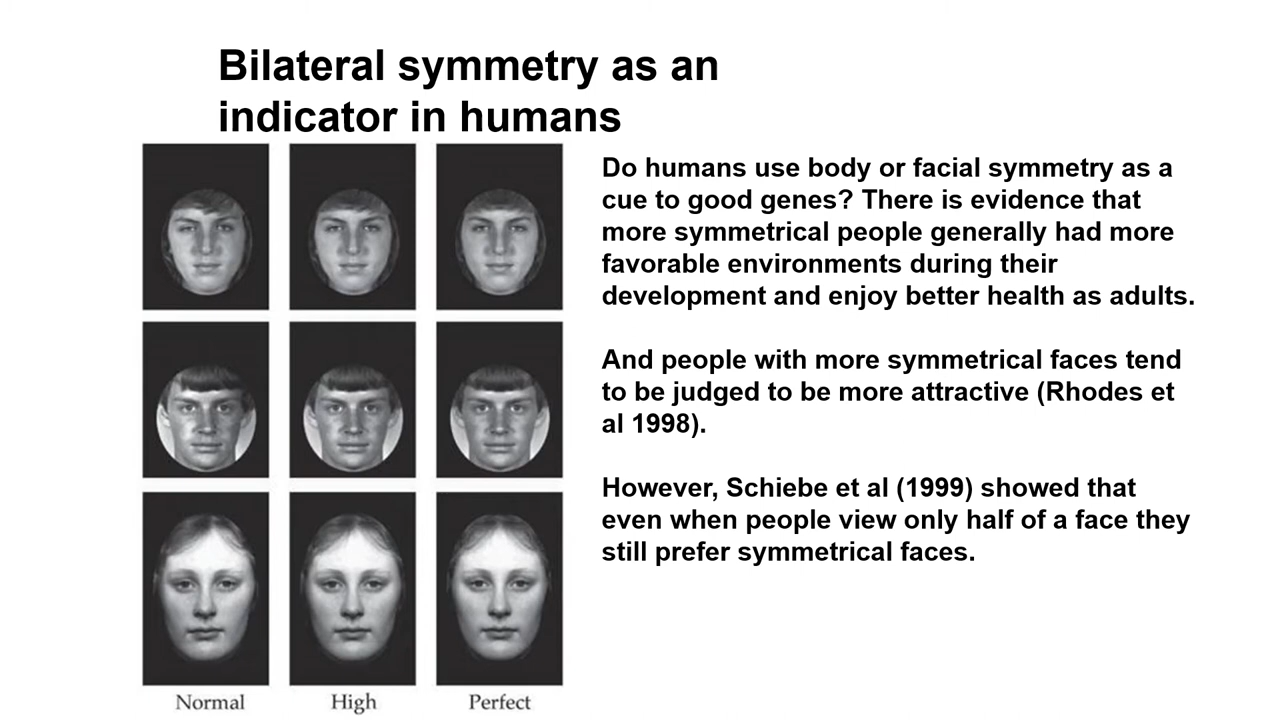 Bilateral symmetry as an
indicator in humans
Do humans use body or facial symmetry as a
cue to good genes? There is evidence that
more symmetrical people generally had more
favorable environments during their
development and enjoy better health as adults.
And people with more symmetrical faces tend
to be judged to be more attractive (Rhodes et
al 1998).
However, Schiebe et al (1999) showed that
even when people view only half of a face they
still prefer symmetrical faces.
Normal
High
Perfect